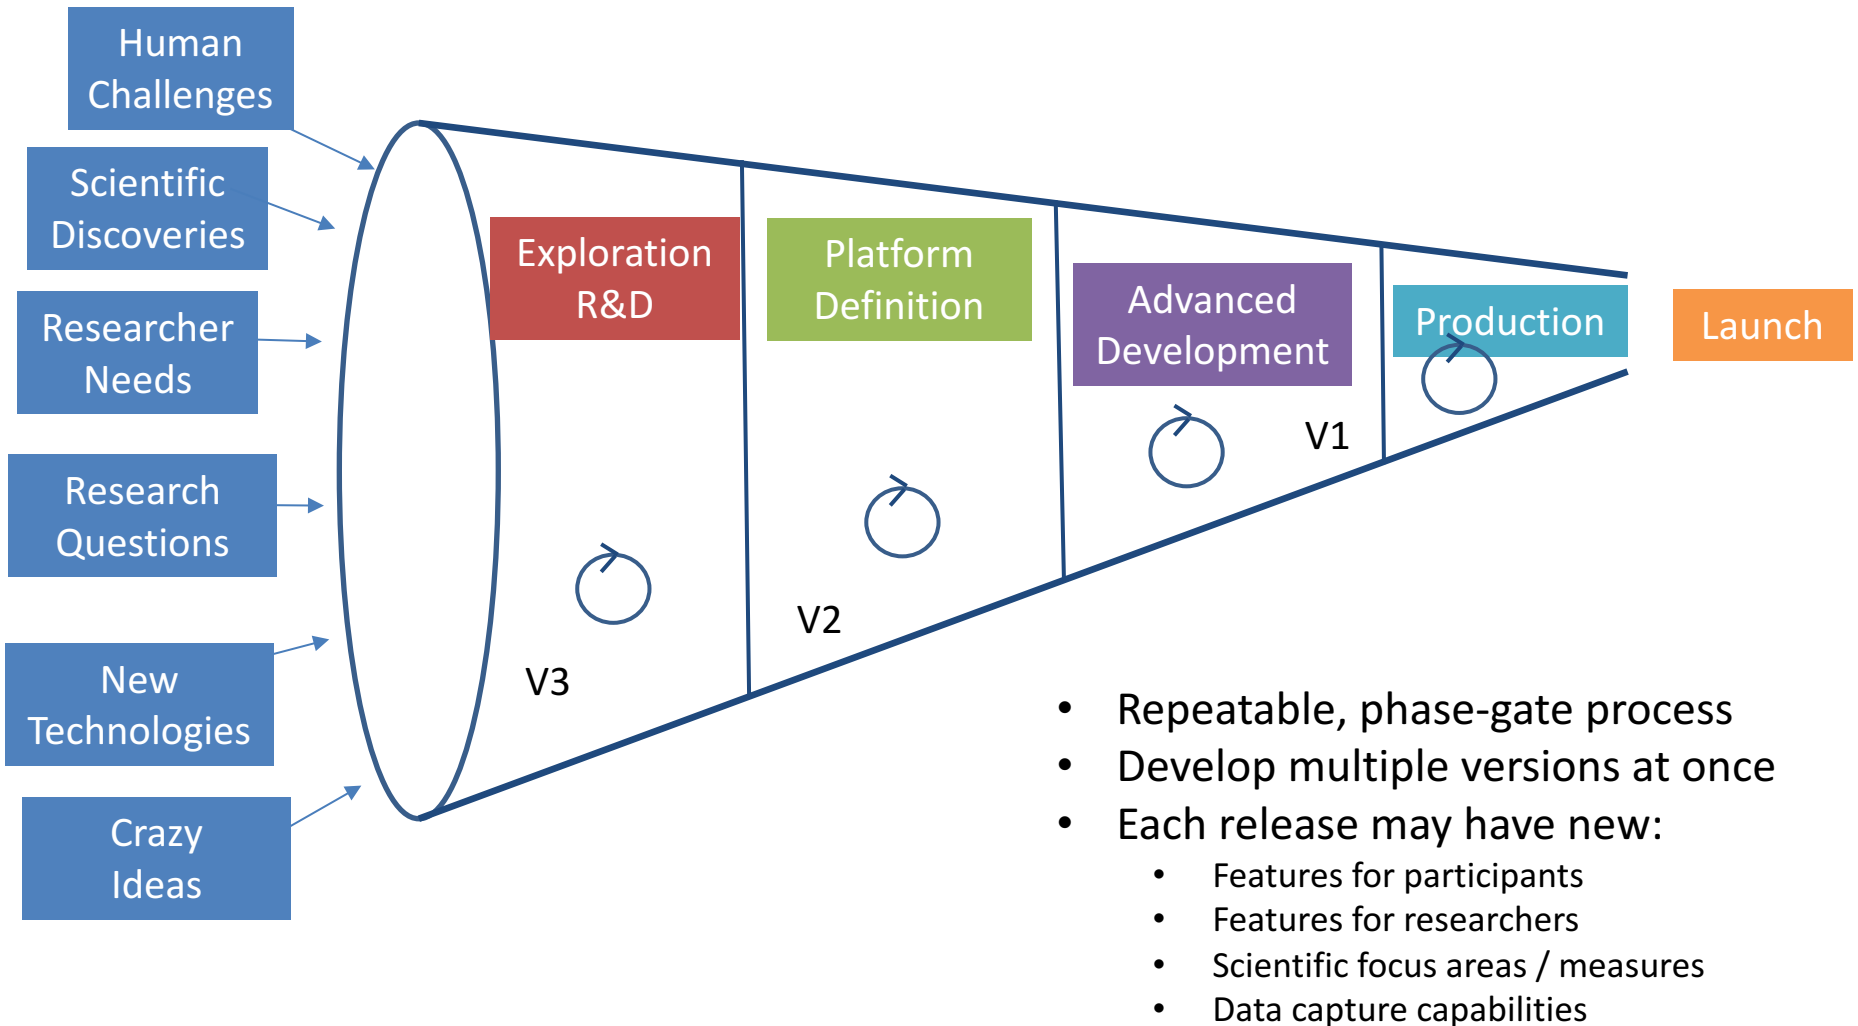 Human
Challenges
Scientific
Discoveries
Researcher
Needs
Research
Questions
New
Technologies
Crazy
Ideas
Exploration
R&D
Platform
Definition
Advanced
Development
Production
Launch
V1
V2
V3
• Repeatable, phase-gate process
• Develop multiple versions at once
• Each release may have new:
• Features for participants
• Features for researchers
• Scientific focus areas / measures
• Data capture capabilities